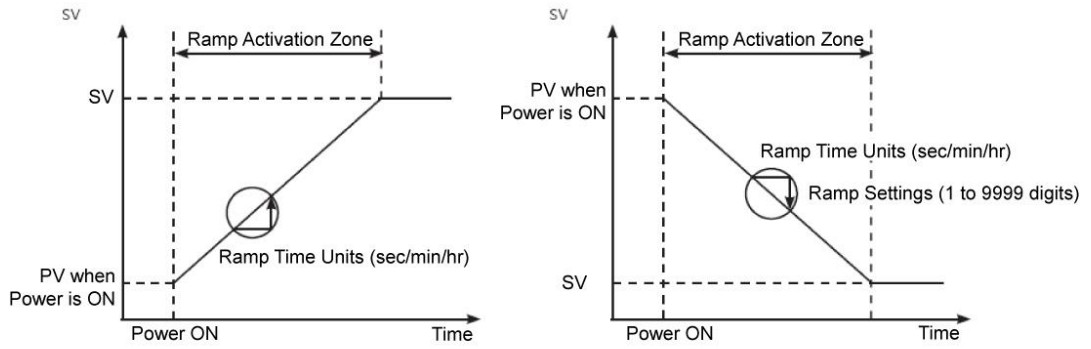 SV
Ramp Activation Zone
SV
Ramp Time Units (sec/min/hr)
PV when
Power is ON
Power ON
Time
SV
Ramp Activation Zone
PV when
Power is ON
Ramp Time Units (sec/min/hr)
Ramp Settings (1 to 9999 digits)
SV
Power ON
Time